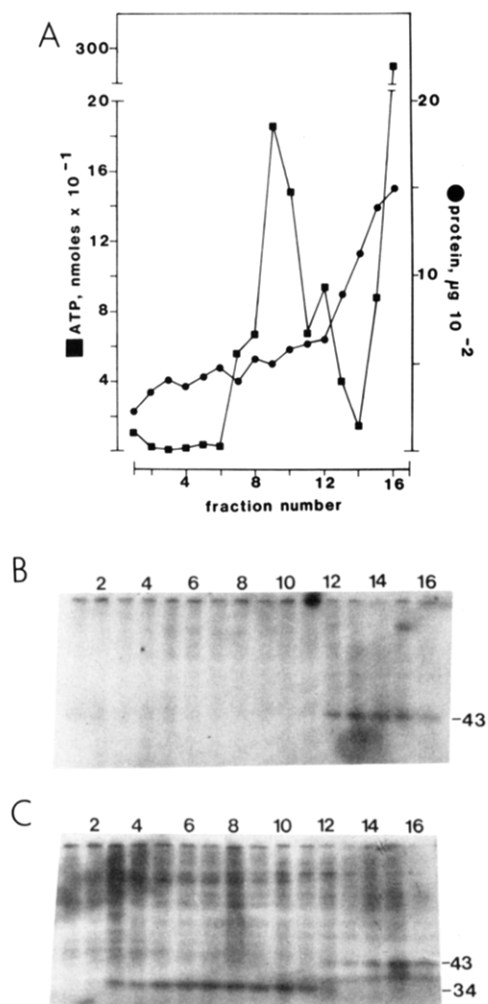 A
300
20
16
12
8
4
■ ATP, nmoles x 10⁻¹
20
10
● protein, µg 10⁻²
4 8 12 16
fraction number
B
2 4 6 8 10 12 14 16
-43
C
2 4 6 8 10 12 14 16
-43
-34